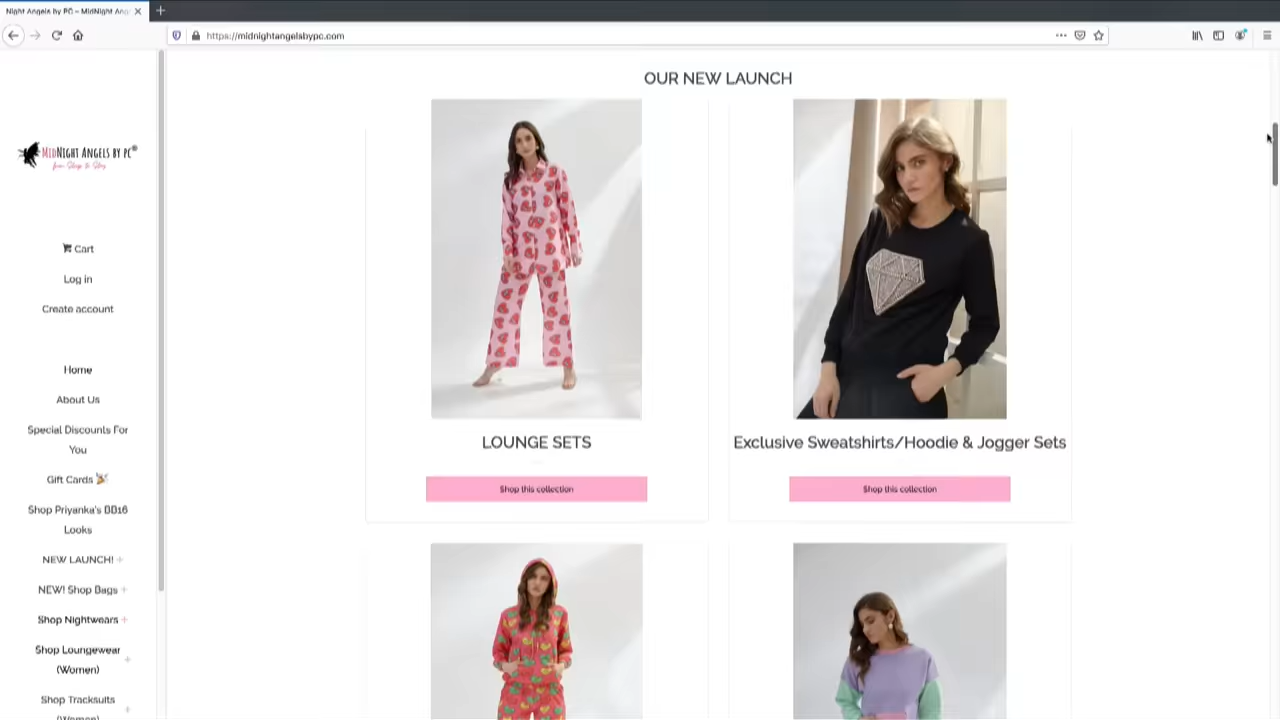 Night Angels by PC – MidNight Ang
https://midnightangelsbypc.com
MIDNIGHT ANGELS BY PC®
Cart
Log in
Create account
Home
About Us
Special Discounts For
You
Gift Cards 🎉
Shop Priyanka's BB16
Looks
NEW LAUNCH! +
NEW! Shop Bags +
Shop Nightwears +
Shop Loungewear
(Women) +
Shop Tracksuits
(Women) +
OUR NEW LAUNCH
LOUNGE SETS
Exclusive Sweatshirts/Hoodie & Jogger Sets
Shop this collection
Shop this collection